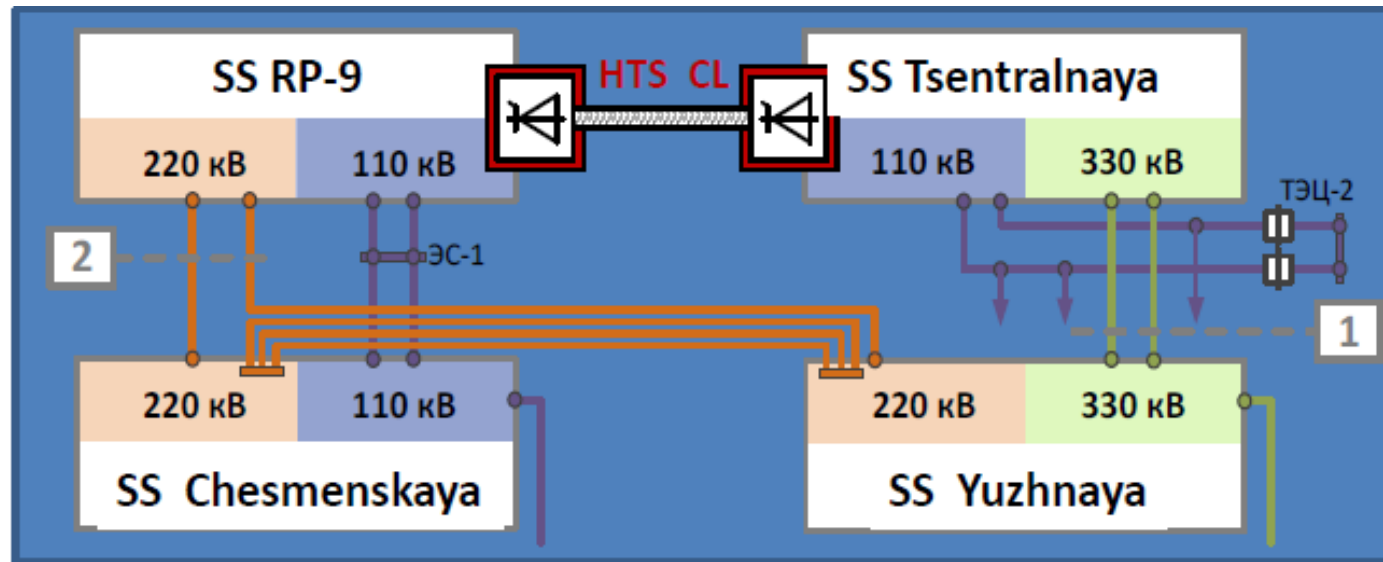 SS RP-9
HTS CL
SS Tsentralnaya
220 кВ
110 кВ
110 кВ
330 кВ
ТЭЦ-2
2
ЭС-1
1
220 кВ
110 кВ
220 кВ
330 кВ
SS Chesmenskaya
SS Yuzhnaya